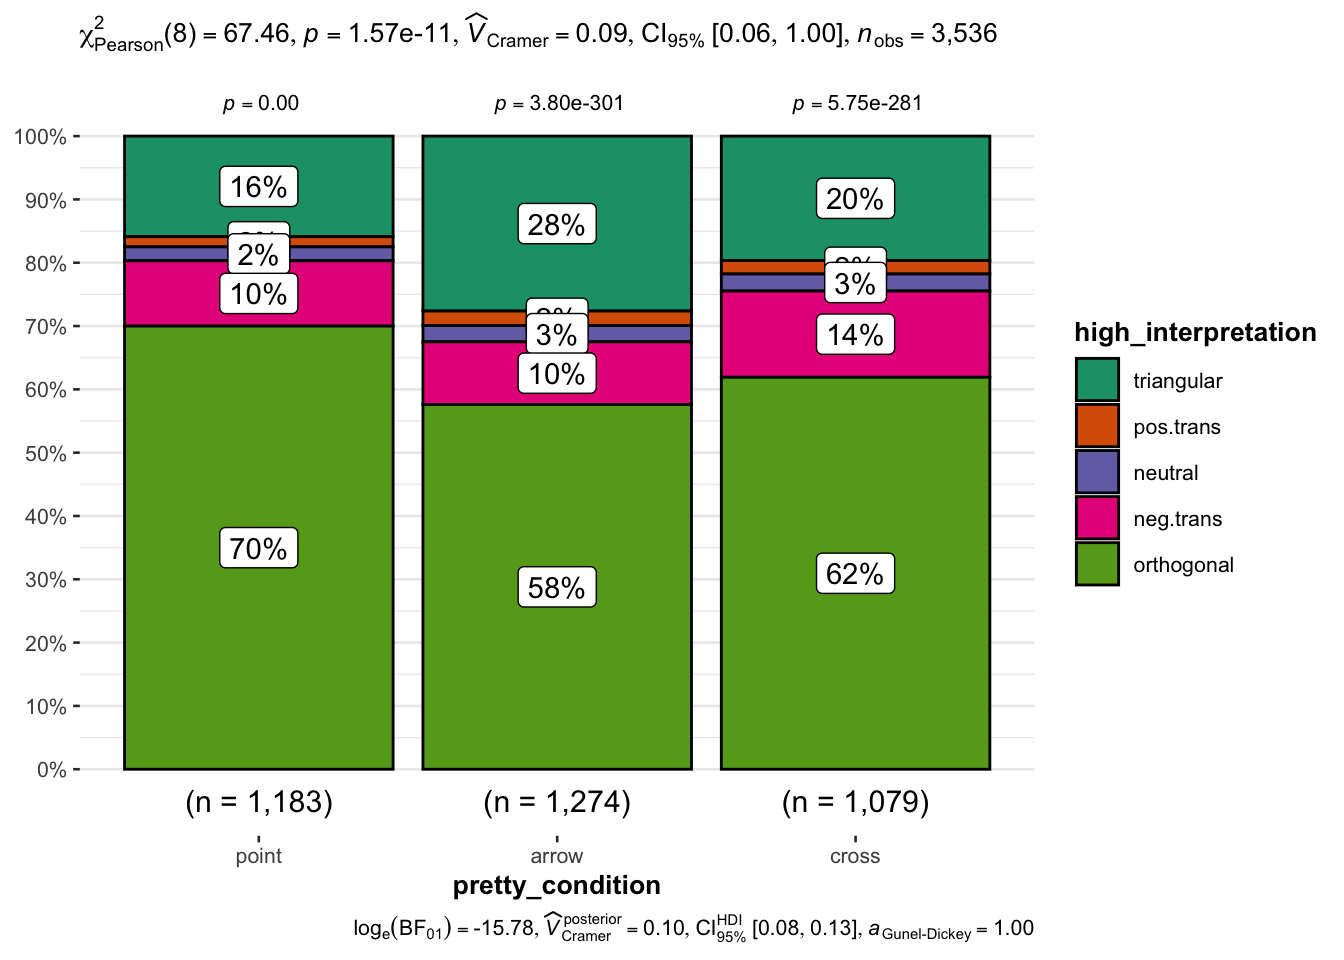 χ²Pearson(8) = 67.46, p = 1.57e-11, V̂Cramer = 0.09, CI95% [0.06, 1.00], nobs = 3,536
p = 0.00 p = 3.80e-301 p = 5.75e-281
100%
90%
80%
70%
60%
50%
40%
30%
20%
10%
0%
16%
2%
10%
70%
28%
3%
10%
58%
20%
3%
14%
62%
(n = 1,183) (n = 1,274) (n = 1,079)
point arrow cross
pretty_condition
loge(BF01) = -15.78, V̂posteriorCramer = 0.10, CIHDI95% [0.08, 0.13], aGunel-Dickey = 1.00
high_interpretation
triangular
pos.trans
neutral
neg.trans
orthogonal